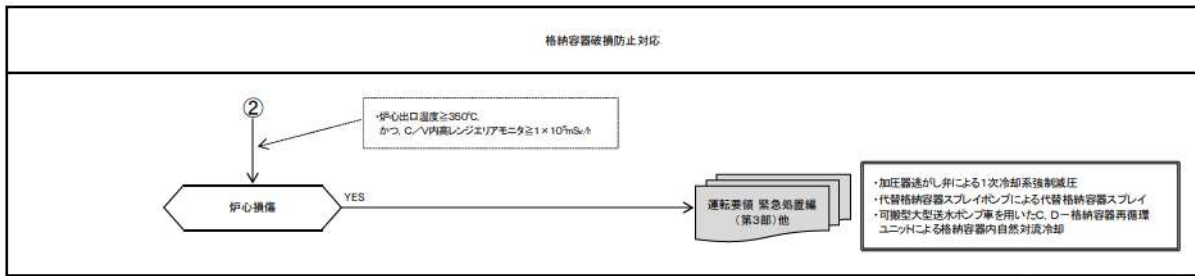 格納容器破損防止対応
②
・炉心出口温度≧350℃、
かつ、C/V内高レンジエリアモニタ≧1×10⁵mSv/h
炉心損傷
YES
運転要領 緊急処置編
(第3部)他
・加圧器逃がし弁による1次冷却系強制減圧
・代替格納容器スプレイポンプによる代替格納容器スプレイ
・可搬型大型送水ポンプ車を用いたC、D-格納容器再循環
ユニットによる格納容器内自然対流冷却